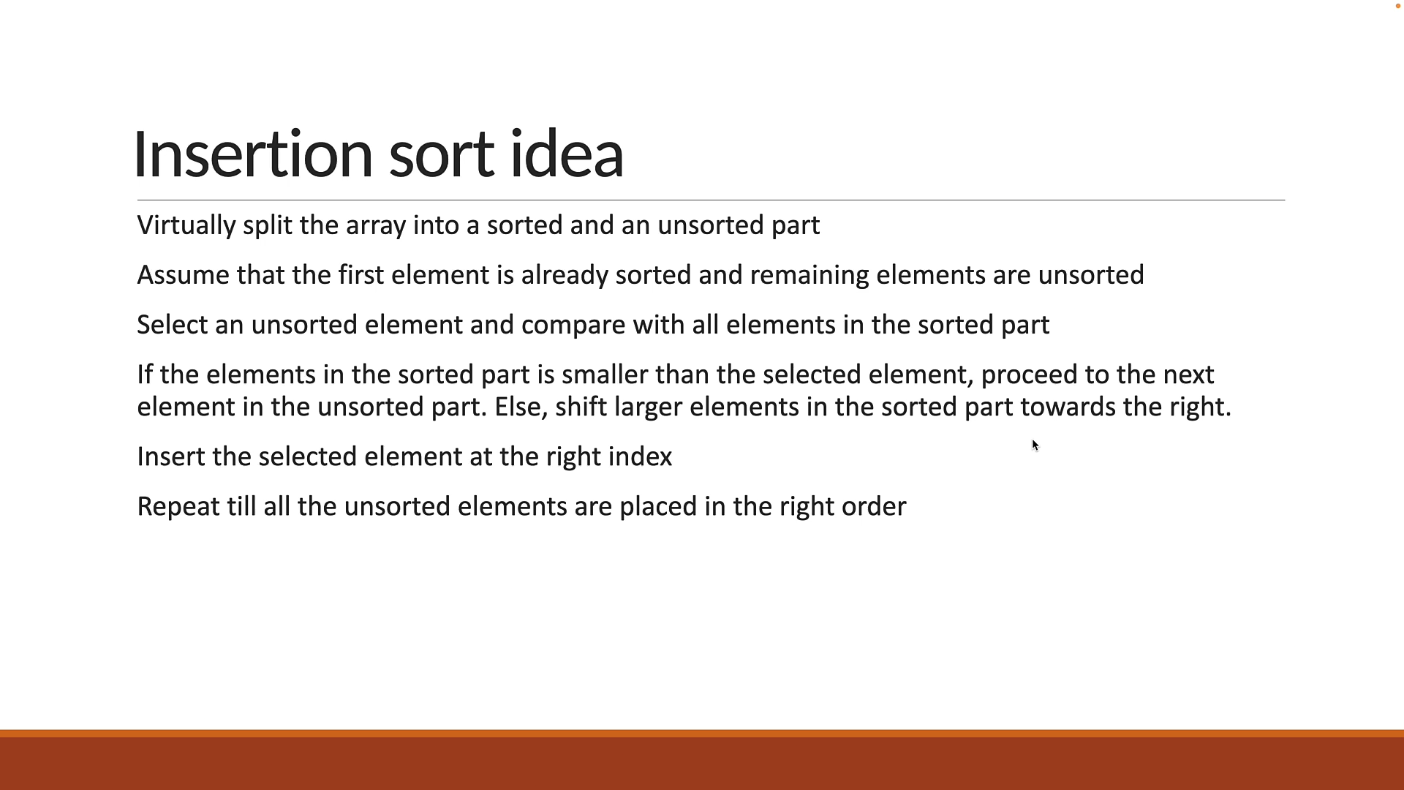 Insertion sort idea
Virtually split the array into a sorted and an unsorted part
Assume that the first element is already sorted and remaining elements are unsorted
Select an unsorted element and compare with all elements in the sorted part
If the elements in the sorted part is smaller than the selected element, proceed to the next
element in the unsorted part. Else, shift larger elements in the sorted part towards the right.
Insert the selected element at the right index
Repeat till all the unsorted elements are placed in the right order